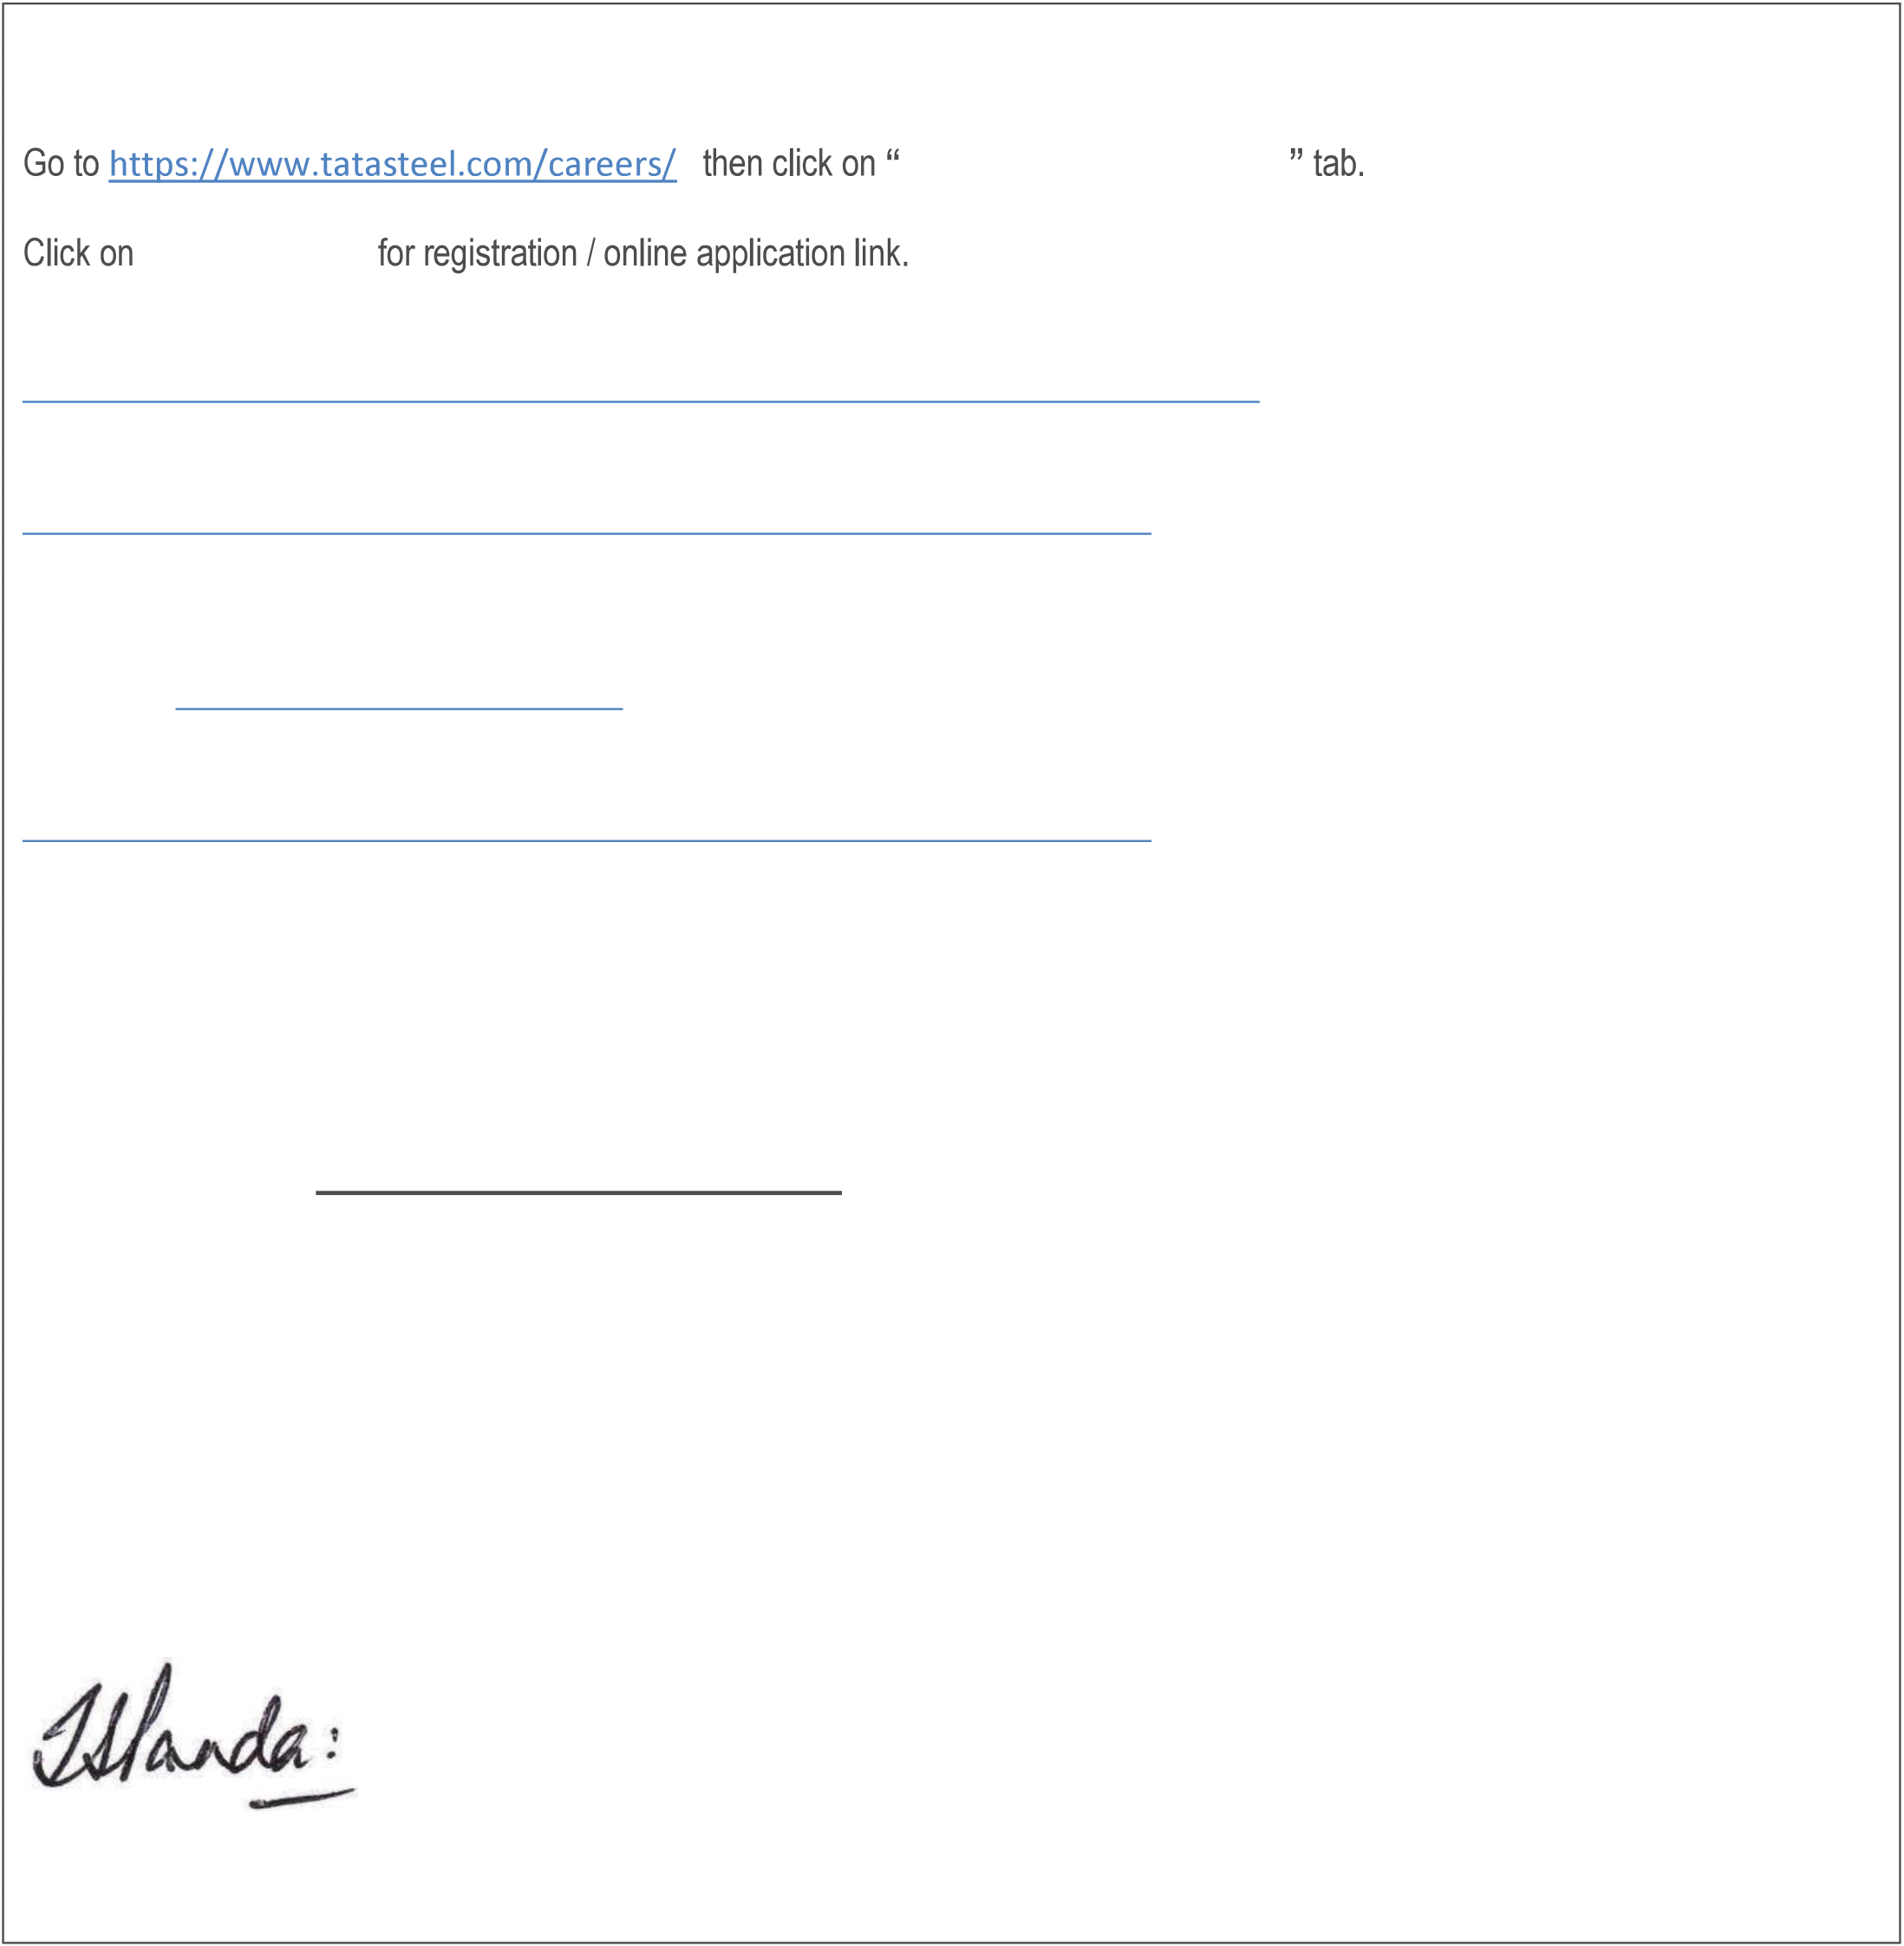 Go to https://www.tatasteel.com/careers/ then click on “ ” tab.
Click on for registration / online application link.